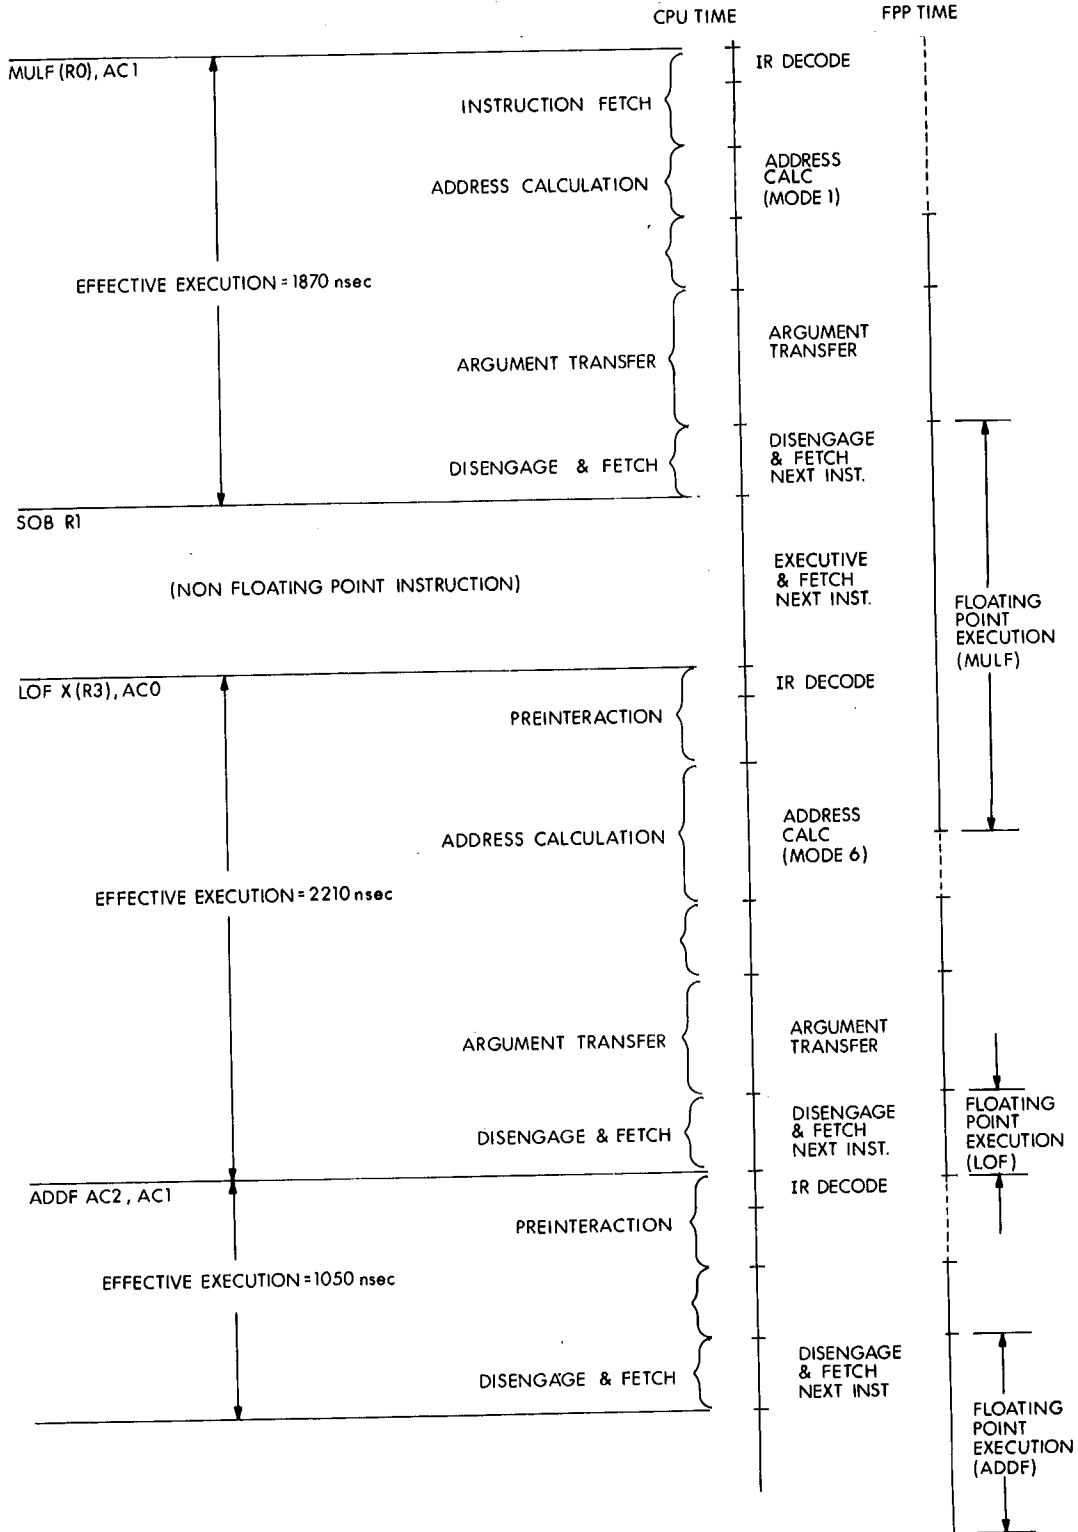 CPU TIME
FPP TIME
MULF (R0), AC1
IR DECODE
INSTRUCTION FETCH
ADDRESS CALCULATION
ADDRESS
CALC
(MODE 1)
EFFECTIVE EXECUTION = 1870 nsec
ARGUMENT TRANSFER
ARGUMENT
TRANSFER
DISENGAGE & FETCH
DISENGAGE
& FETCH
NEXT INST.
SOB R1
(NON FLOATING POINT INSTRUCTION)
EXECUTIVE
& FETCH
NEXT INST.
FLOATING
POINT
EXECUTION
(MULF)
LOF X (R3), AC0
IR DECODE
PREINTERACTION
ADDRESS CALCULATION
ADDRESS
CALC
(MODE 6)
EFFECTIVE EXECUTION = 2210 nsec
ARGUMENT TRANSFER
ARGUMENT
TRANSFER
DISENGAGE & FETCH
DISENGAGE
& FETCH
NEXT INST.
FLOATING
POINT
EXECUTION
(LOF)
ADDF AC2, AC1
IR DECODE
PREINTERACTION
EFFECTIVE EXECUTION = 1050 nsec
DISENGAGE & FETCH
DISENGAGE
& FETCH
NEXT INST
FLOATING
POINT
EXECUTION
(ADDF)